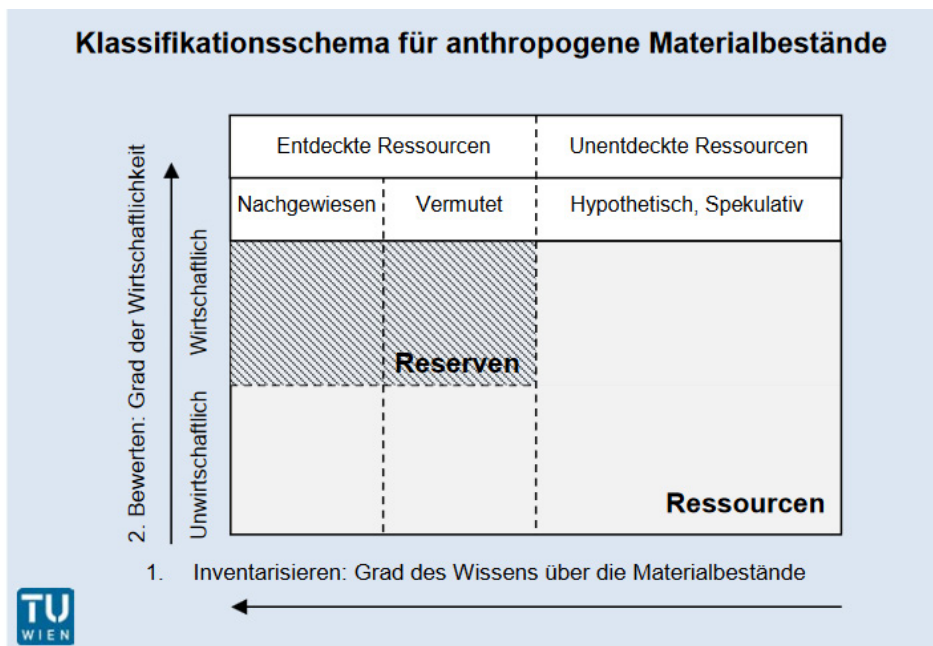 Klassifikationsschema für anthropogene Materialbestände
Entdeckte Ressourcen
Unentdeckte Ressourcen
Nachgewiesen
Vermutet
Hypothetisch, Spekulativ
2. Bewerten: Grad der Wirtschaftlichkeit
Wirtschaftlich
Unwirtschaftlich
Reserven
Ressourcen
1. Inventarisieren: Grad des Wissens über die Materialbestände
TU
WIEN